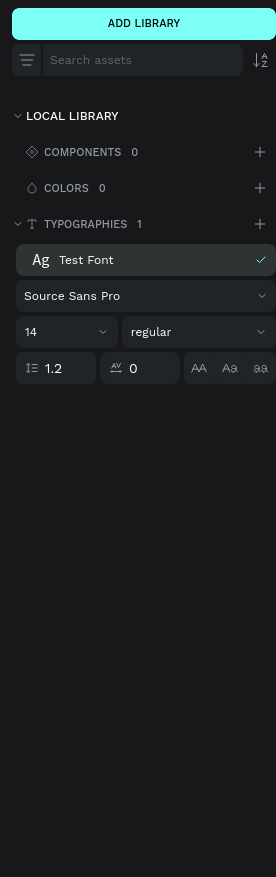 ADD LIBRARY
Search assets
A Z
LOCAL LIBRARY
COMPONENTS 0
COLORS 0
TYPOGRAPHIES 1
Ag Test Font
Source Sans Pro
14 regular
1.2 AV 0 AA Aa aa